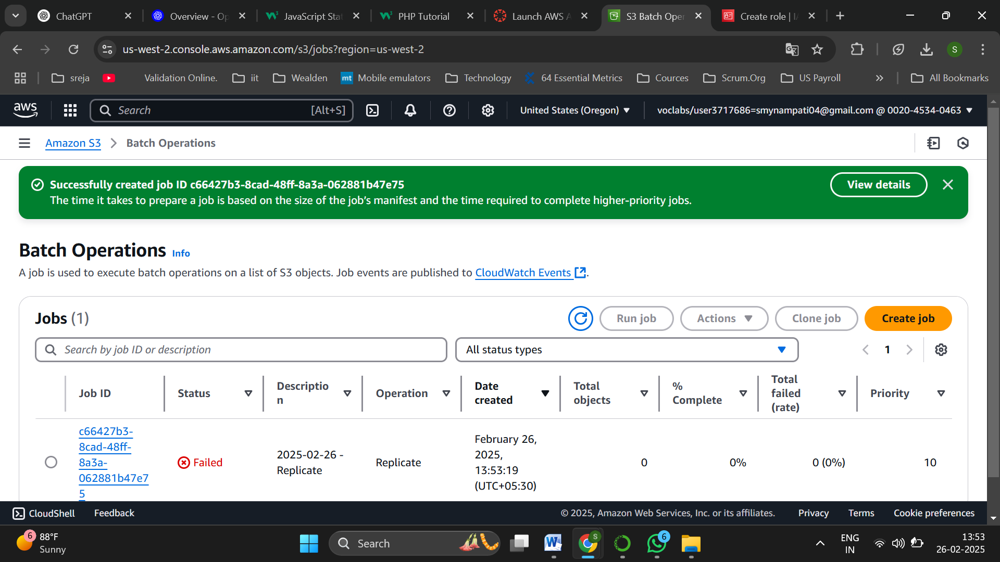 ChatGPT
Overview - Op
JavaScript Stat
PHP Tutorial
Launch AWS A
S3 Batch Oper
Create role | IA
us-west-2.console.aws.amazon.com/s3/jobs?region=us-west-2
S
sreja
Validation Online.
iit
Wealden
mt
Mobile emulators
Technology
64 Essential Metrics
Cources
Scrum.Org
US Payroll
All Bookmarks
aws
Search
[Alt+S]
United States (Oregon)
voclabs/user3717686=smynampati04@gmail.com @ 0020-4534-0463
Amazon S3
Batch Operations
Successfully created job ID c66427b3-8cad-48ff-8a3a-062881b47e75
The time it takes to prepare a job is based on the size of the job’s manifest and the time required to complete higher-priority jobs.
View details
Batch Operations Info
A job is used to execute batch operations on a list of S3 objects. Job events are published to CloudWatch Events.
Jobs (1)
Run job
Actions
Clone job
Create job
Search by job ID or description
All status types
1
Job ID
Status
Descriptio
n
Operation
Date
created
Total
objects
%
Complete
Total
failed
(rate)
Priority
c66427b3-
8cad-48ff-
8a3a-
062881b47e7
5
Failed
2025-02-26 -
Replicate
Replicate
February 26,
2025,
13:53:19
(UTC+05:30)
0
0%
0 (0%)
10
CloudShell
Feedback
© 2025, Amazon Web Services, Inc. or its affiliates.
Privacy
Terms
Cookie preferences
6
88°F
Sunny
Search
S
6
ENG
IN
13:53
26-02-2025